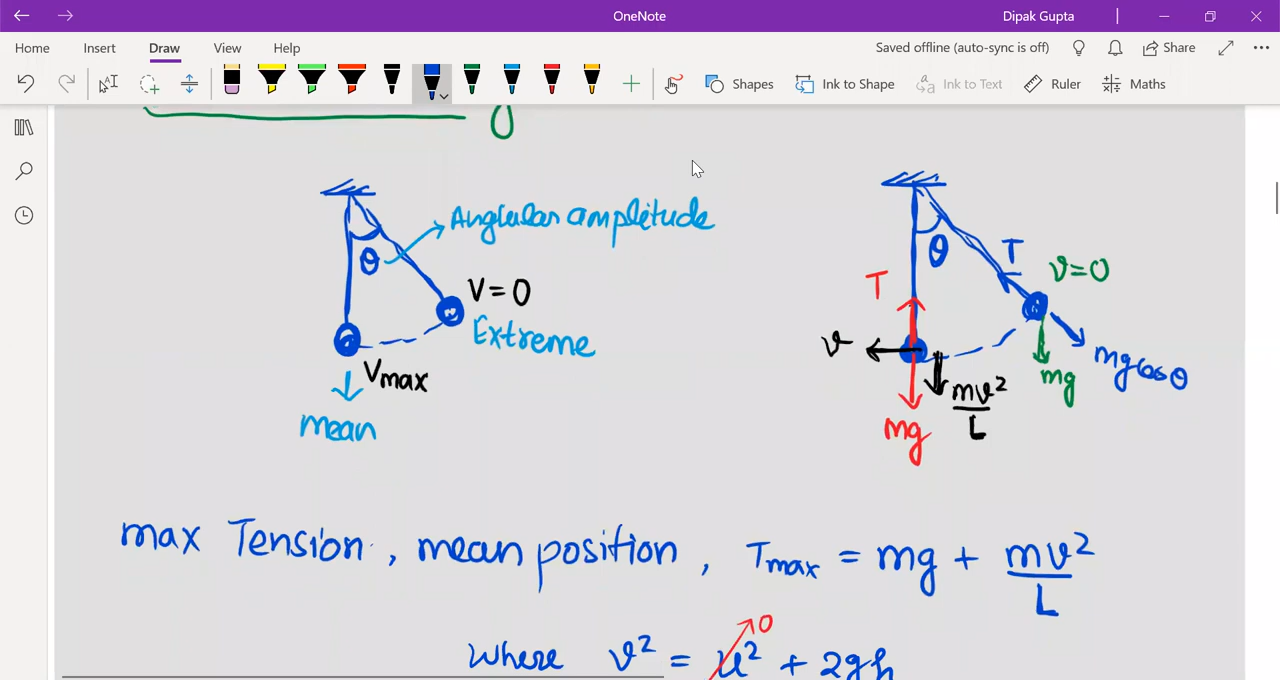 OneNote
Dipak Gupta
Home Insert Draw View Help
Saved offline (auto-sync is off)
Share
Shapes
Ink to Shape
Ink to Text
Ruler
Maths
Angular amplitude
θ
V = 0
Extreme
Vmax
mean
θ
T
v = 0
T
v
mg cosθ
mg
mv²/L
mg
max Tension, mean position, Tmax = mg + mv²/L
0
Where v² = u² + 2gh